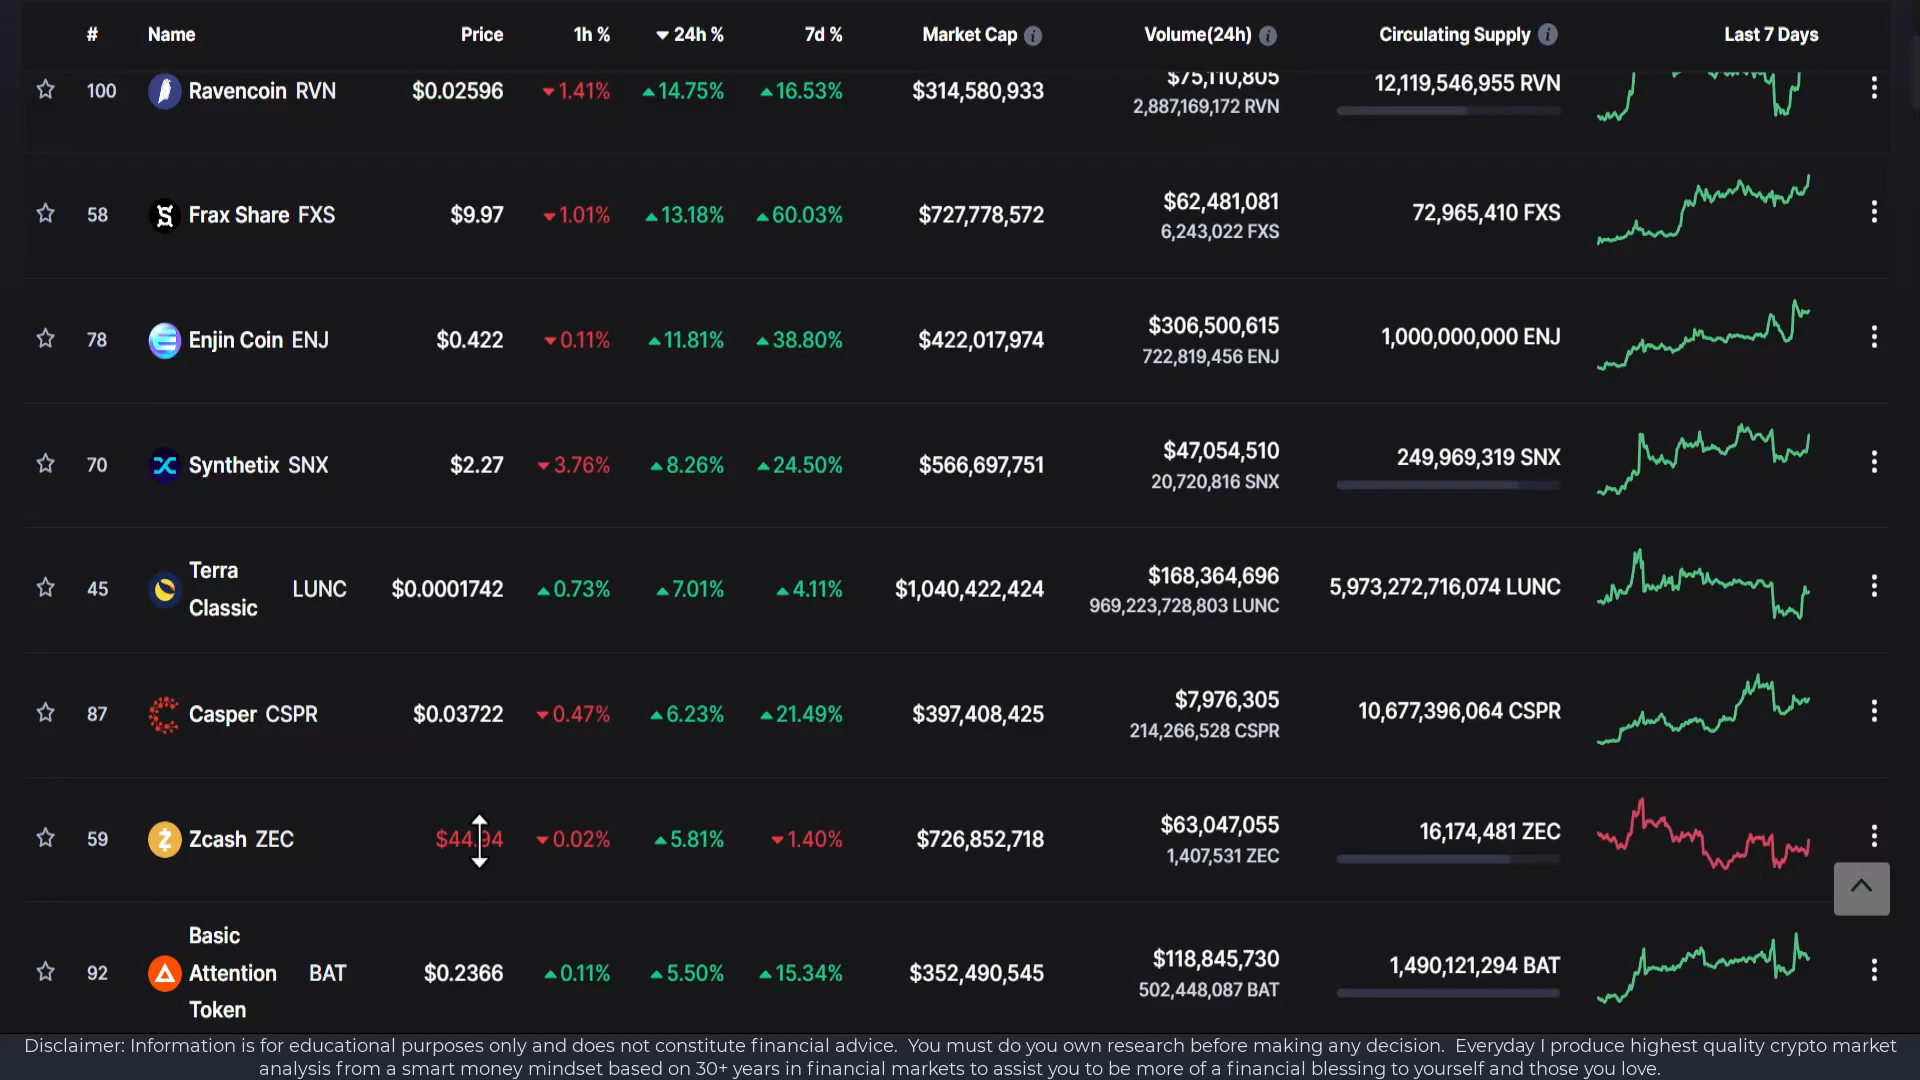 # Name Price 1h % 24h % 7d % Market Cap Volume(24h) Circulating Supply Last 7 Days
100 Ravencoin RVN $0.02596 1.41% 14.75% 16.53% $314,580,933 $75,110,805 12,119,546,955 RVN
2,887,169,172 RVN
58 Frax Share FXS $9.97 1.01% 13.18% 60.03% $727,778,572 $62,481,081 72,965,410 FXS
6,243,022 FXS
78 Enjin Coin ENJ $0.422 0.11% 11.81% 38.80% $422,017,974 $306,500,615 1,000,000,000 ENJ
722,819,456 ENJ
70 Synthetix SNX $2.27 3.76% 8.26% 24.50% $566,697,751 $47,054,510 249,969,319 SNX
20,720,816 SNX
45 Terra Classic LUNC $0.0001742 0.73% 7.01% 4.11% $1,040,422,424 $168,364,696 5,973,272,716,074 LUNC
969,223,728,803 LUNC
87 Casper CSPR $0.03722 0.47% 6.23% 21.49% $397,408,425 $7,976,305 10,677,396,064 CSPR
214,266,528 CSPR
59 Zcash ZEC $44.94 0.02% 5.81% 1.40% $726,852,718 $63,047,055 16,174,481 ZEC
1,407,531 ZEC
92 Basic Attention Token BAT $0.2366 0.11% 5.50% 15.34% $352,490,545 $118,845,730 1,490,121,294 BAT
502,448,087 BAT
Disclaimer: Information is for educational purposes only and does not constitute financial advice. You must do you own research before making any decision. Everyday I produce highest quality crypto market
analysis from a smart money mindset based on 30+ years in financial markets to assist you to be more of a financial blessing to yourself and those you love.